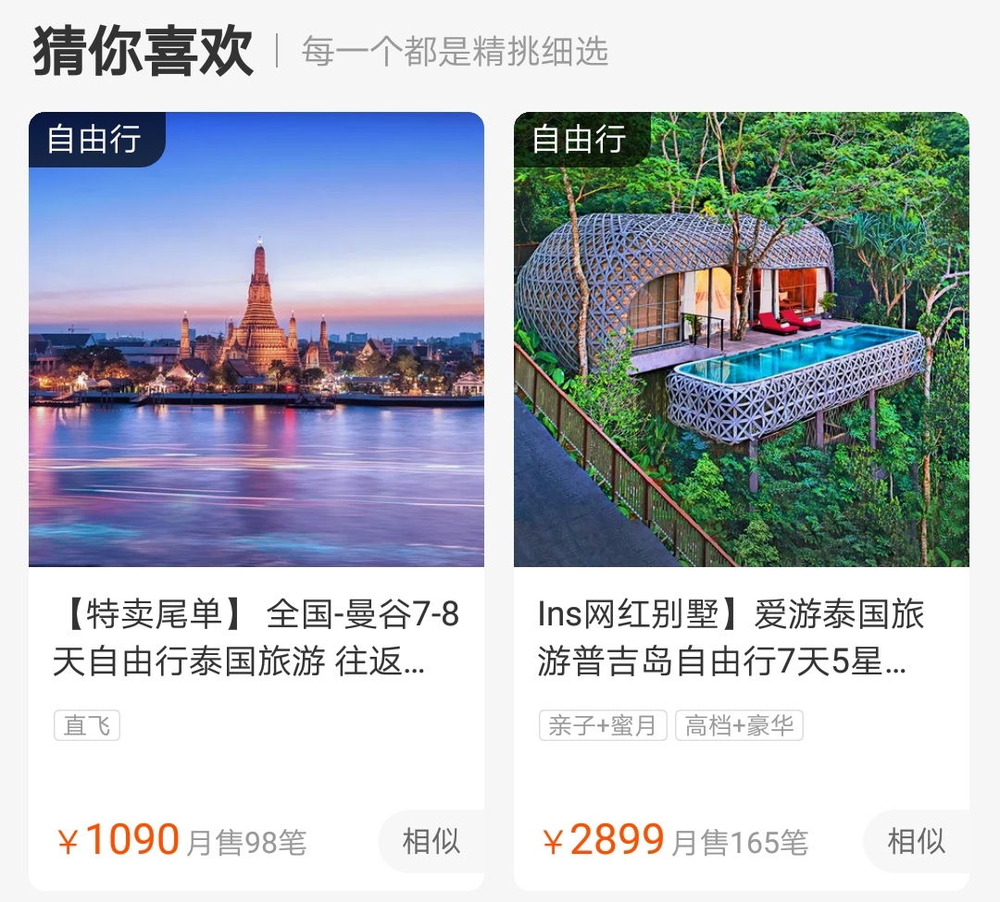 猜你喜欢 | 每一个都是精挑细选
自由行
【特卖尾单】 全国-曼谷7-8
天自由行泰国旅游 往返...
直飞
￥1090 月售98笔 相似
自由行
Ins网红别墅】爱游泰国旅
游普吉岛自由行7天5星...
亲子+蜜月 高档+豪华
￥2899 月售165笔 相似